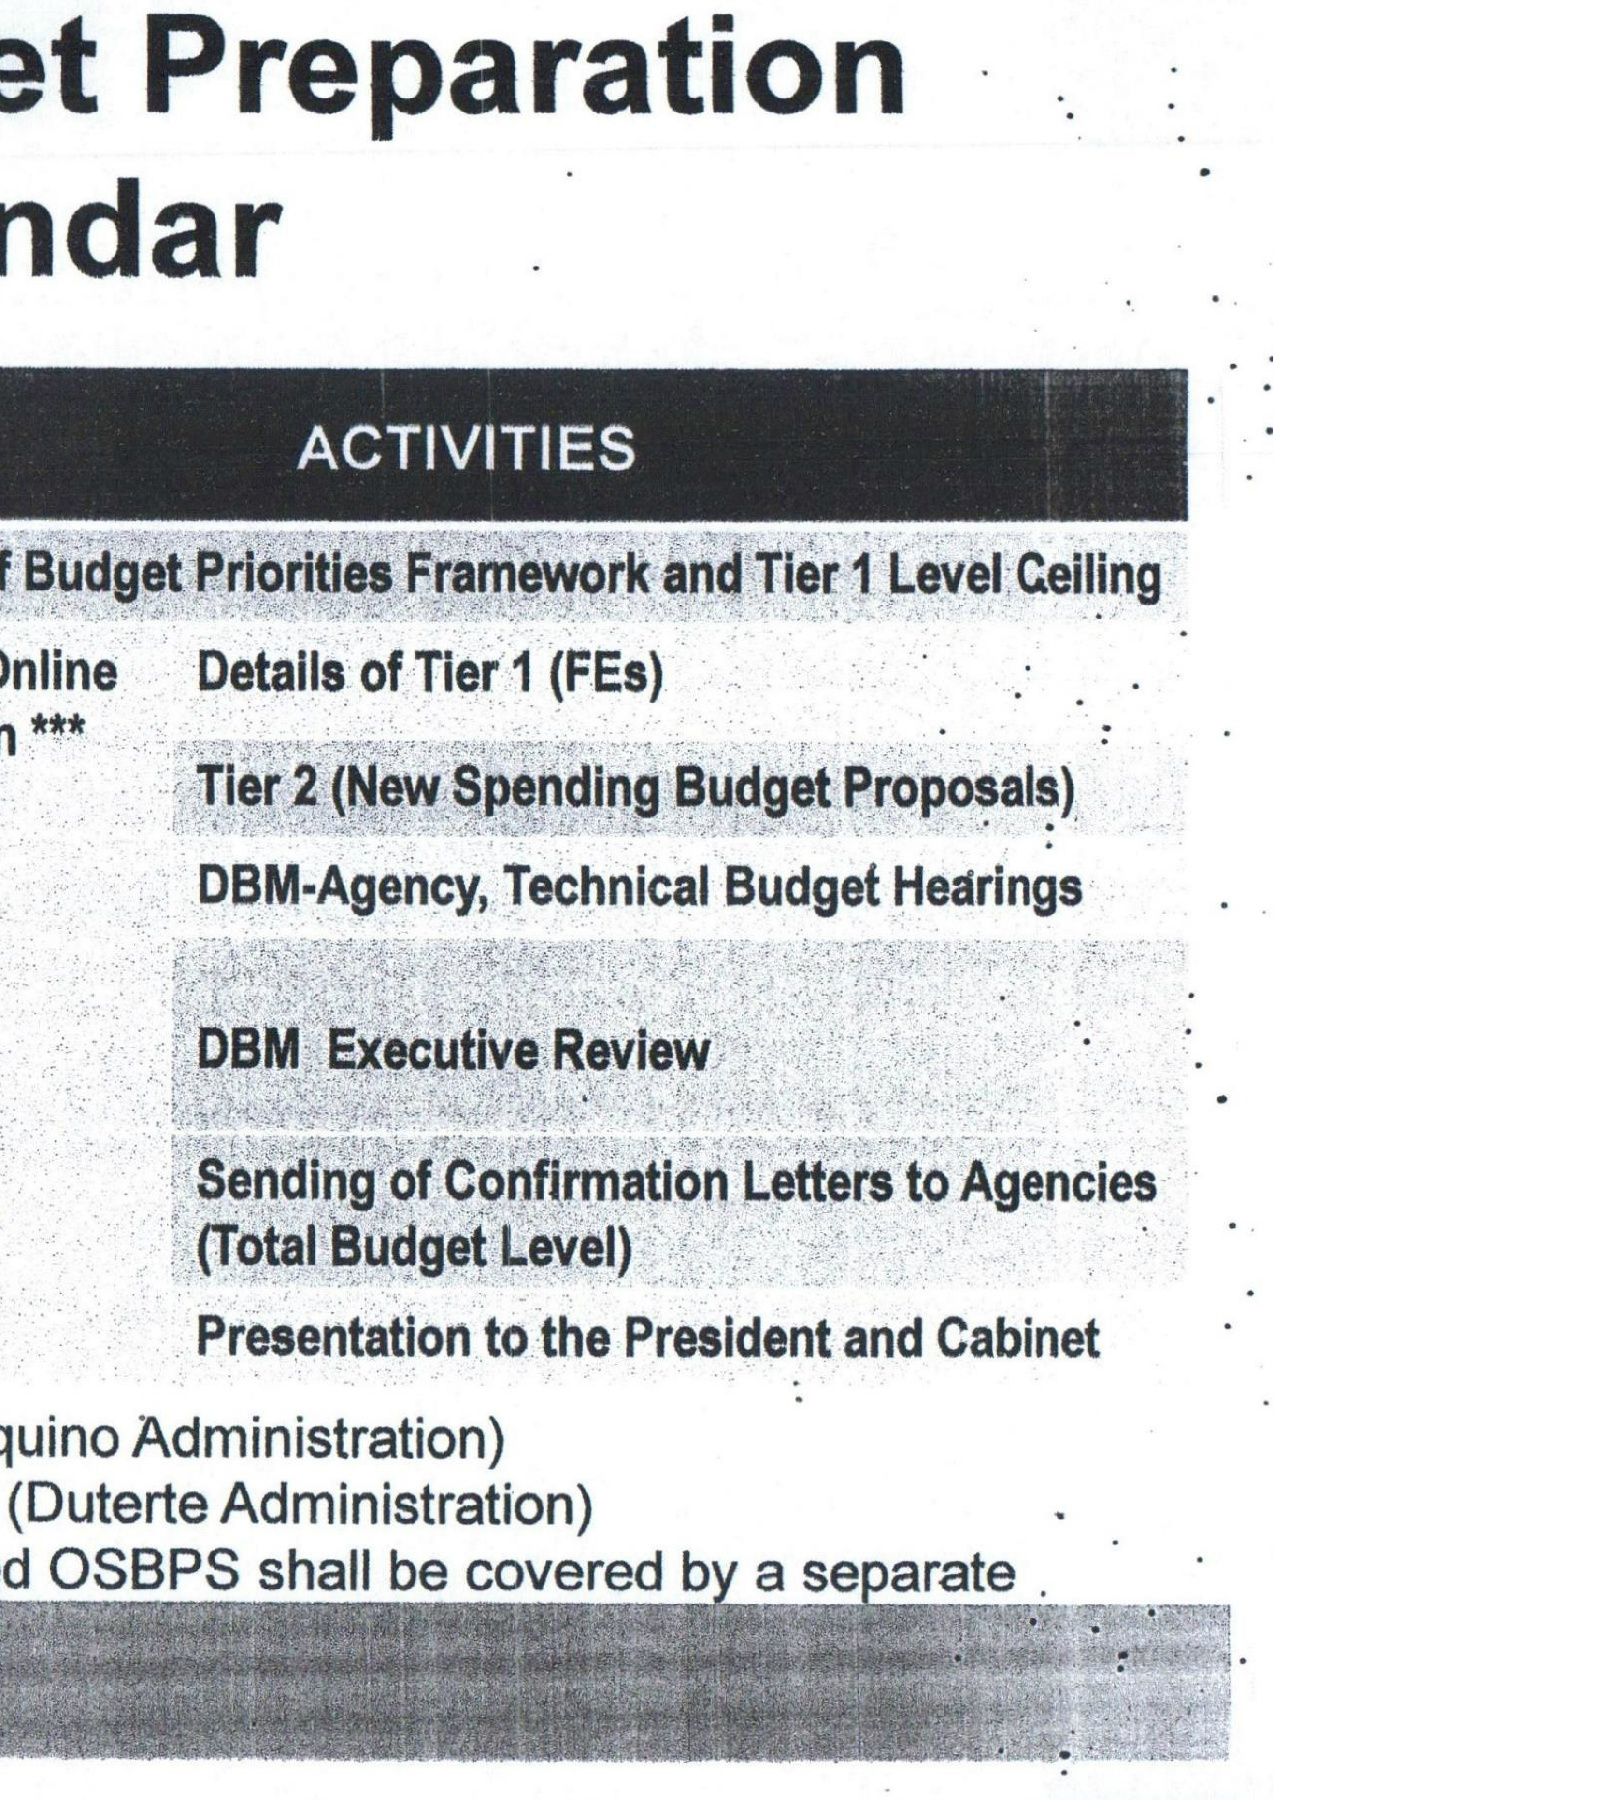 et Preparation
ndar
ACTIVITIES
f Budget Priorities Framework and Tier 1 Level Ceiling
Online Details of Tier 1 (FEs)
n ***
Tier 2 (New Spending Budget Proposals)
DBM-Agency, Technical Budget Hearings
DBM Executive Review
Sending of Confirmation Letters to Agencies
(Total Budget Level)
Presentation to the President and Cabinet
quino Administration)
(Duterte Administration)
d OSBPS shall be covered by a separate